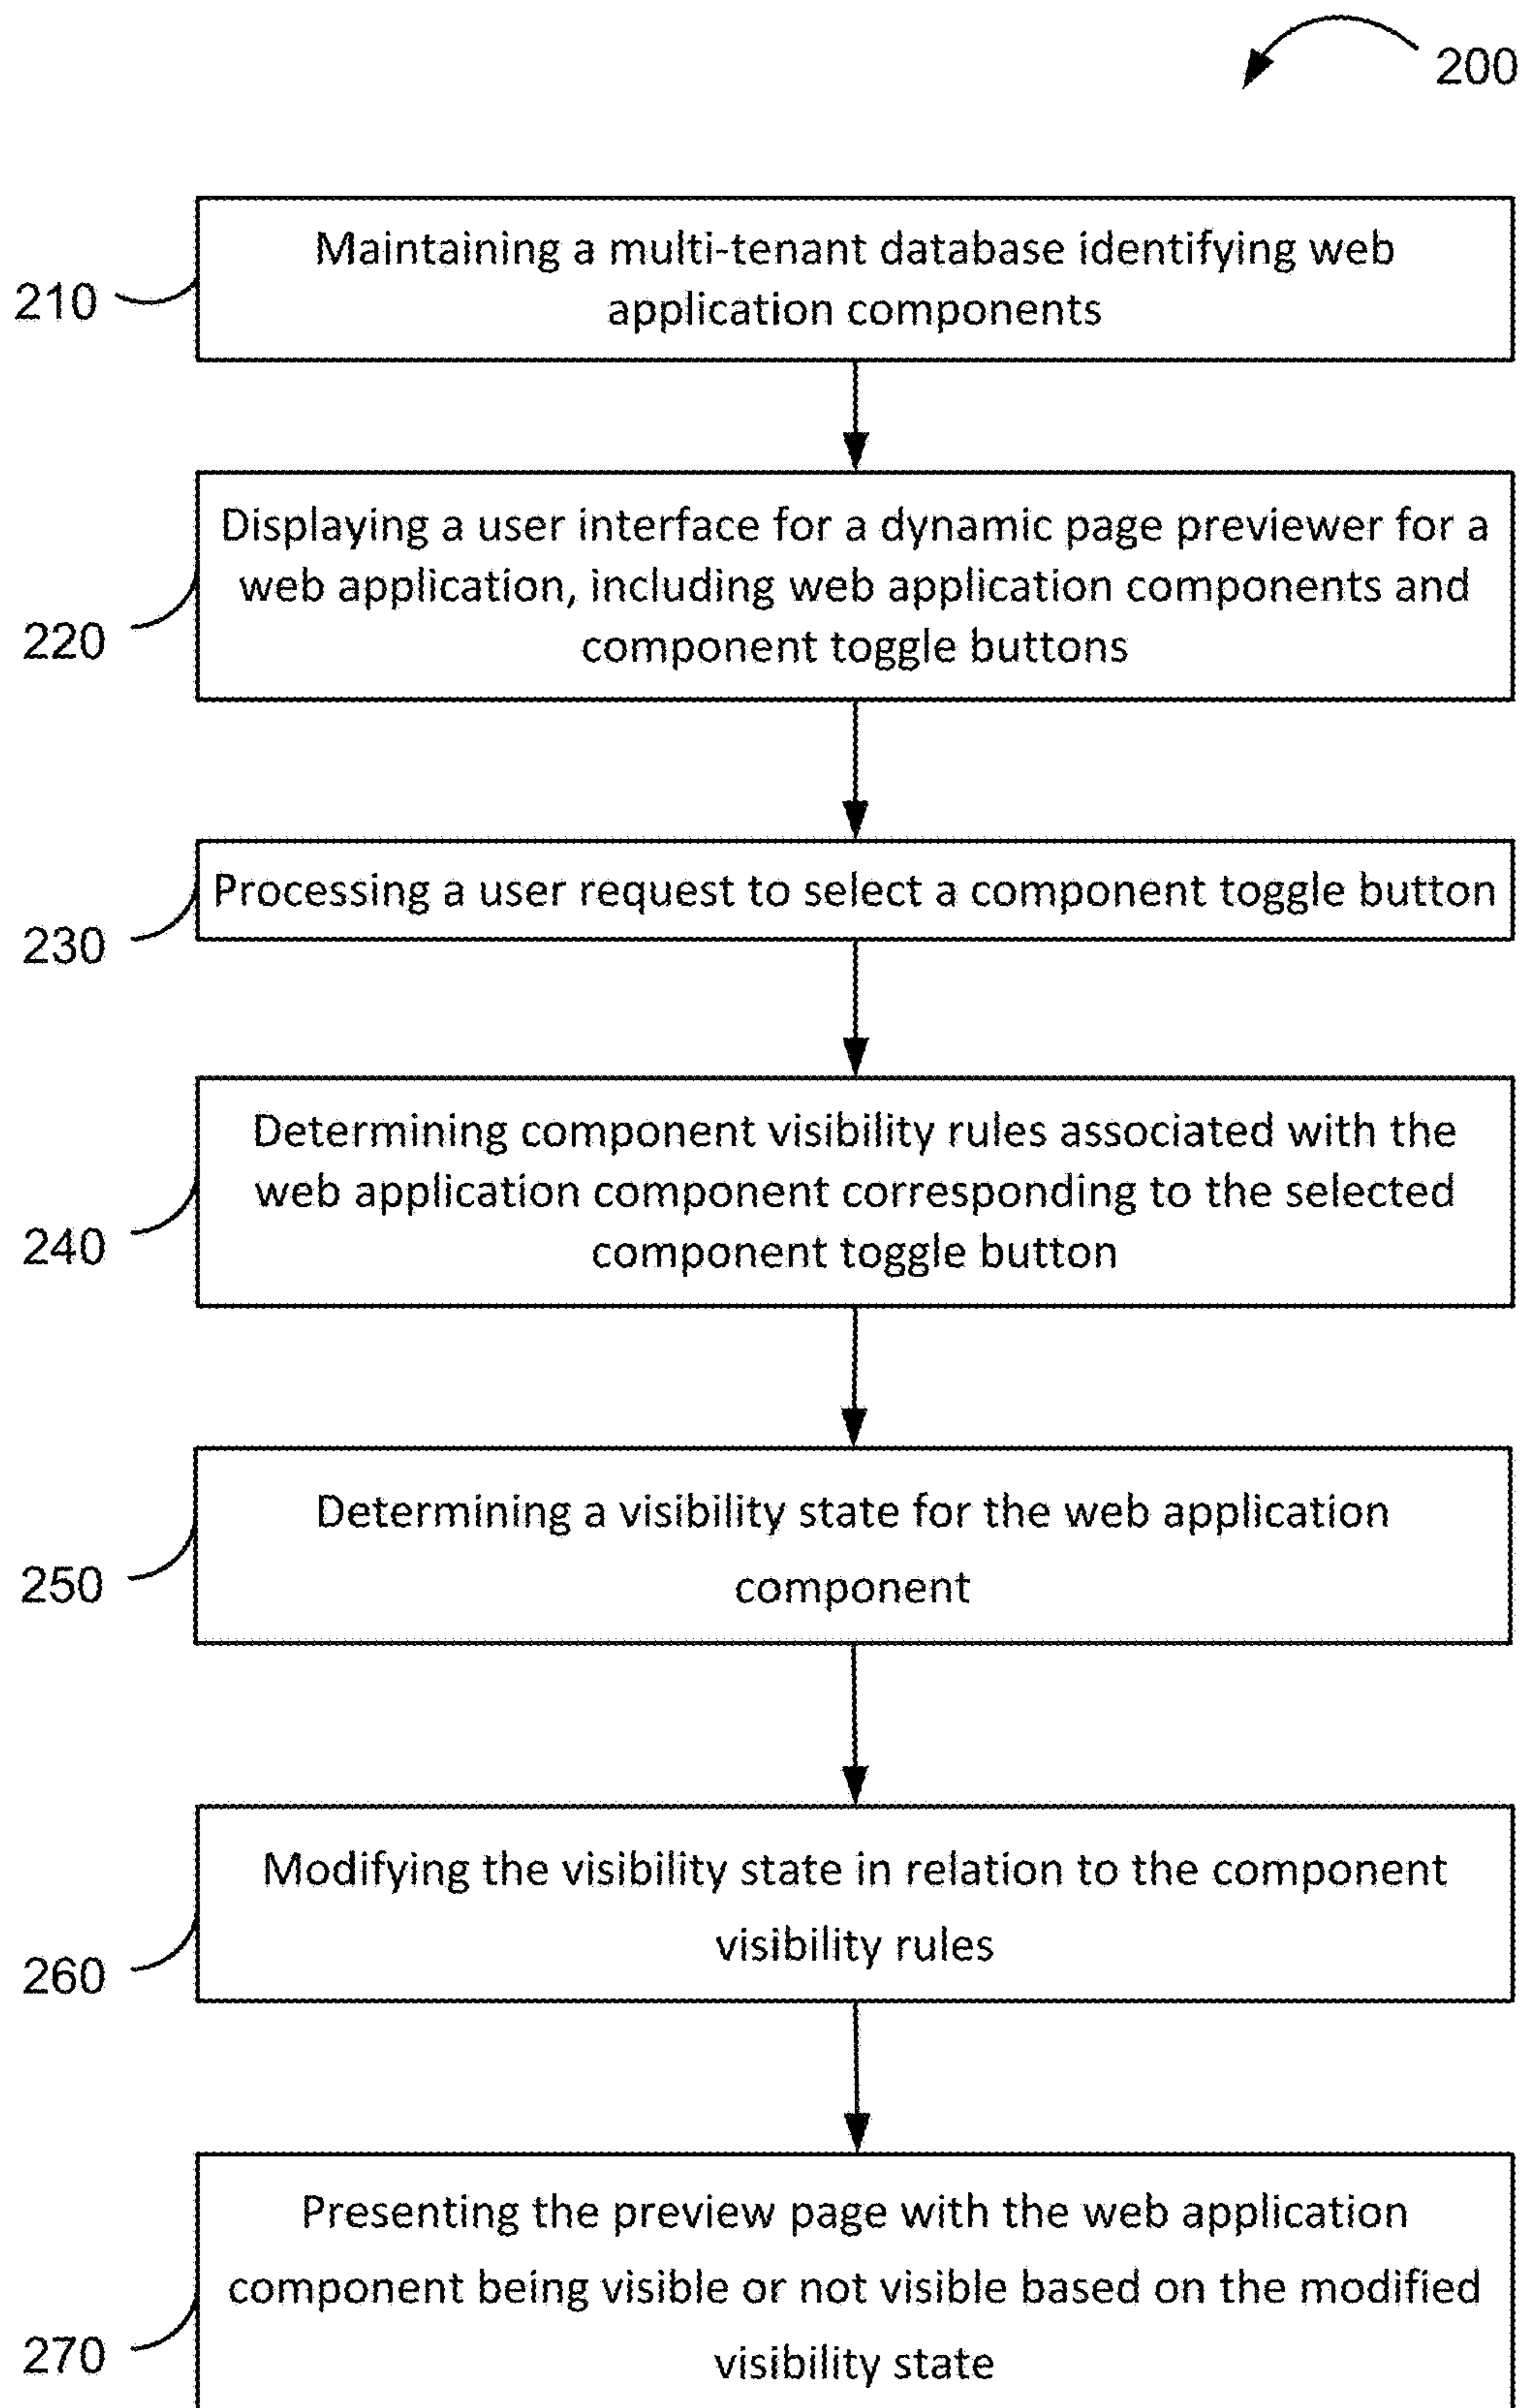 200
Maintaining a multi-tenant database identifying web
application components
210
Displaying a user interface for a dynamic page previewer for a
web application, including web application components and
component toggle buttons
220
Processing a user request to select a component toggle button
230
Determining component visibility rules associated with the
web application component corresponding to the selected
component toggle button
240
Determining a visibility state for the web application
component
250
Modifying the visibility state in relation to the component
visibility rules
260
Presenting the preview page with the web application
component being visible or not visible based on the modified
visibility state
270